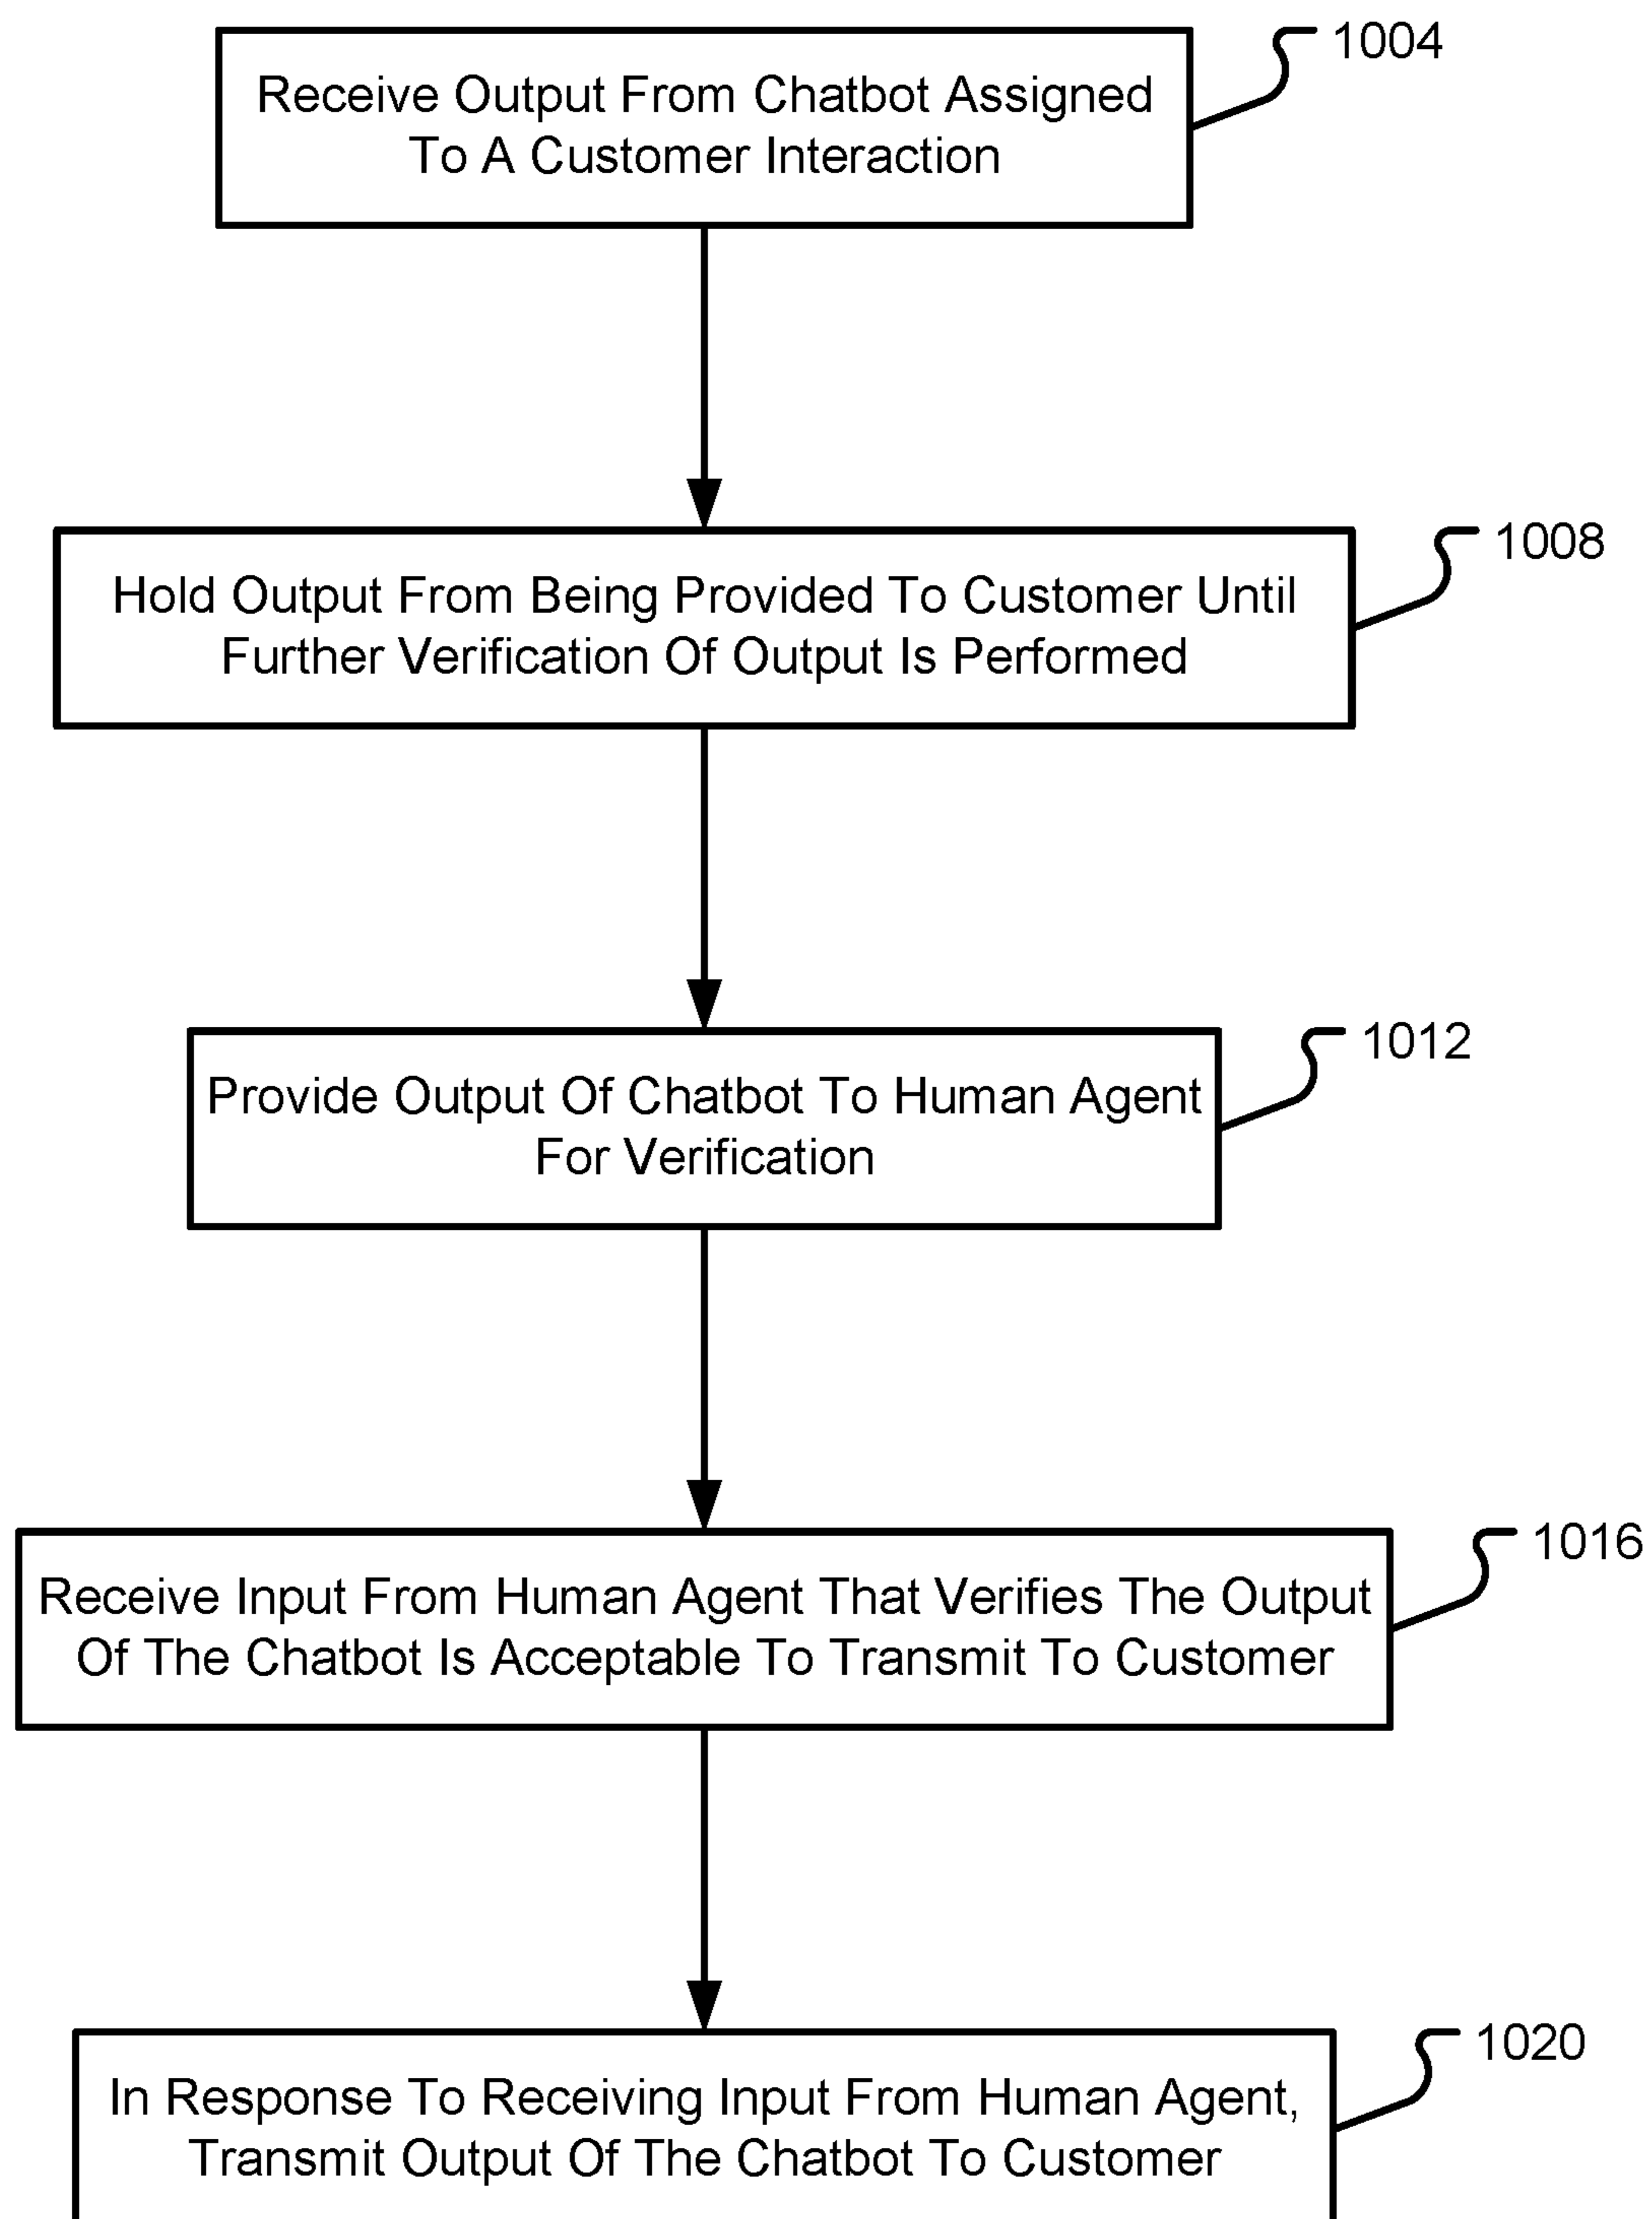 1004
Receive Output From Chatbot Assigned
To A Customer Interaction
1008
Hold Output From Being Provided To Customer Until
Further Verification Of Output Is Performed
1012
Provide Output Of Chatbot To Human Agent
For Verification
1016
Receive Input From Human Agent That Verifies The Output
Of The Chatbot Is Acceptable To Transmit To Customer
1020
In Response To Receiving Input From Human Agent,
Transmit Output Of The Chatbot To Customer